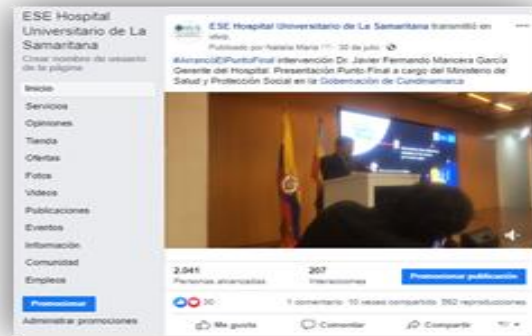 ESE Hospital
Universitario de La
Samaritana
Crear nombre de usuario
de la página
Inicio
Servicios
Opiniones
Tienda
Ofertas
Fotos
Videos
Publicaciones
Eventos
Información
Comunidad
Empleos
Promocionar
Administrar promociones
ESE Hospital Universitario de La Samaritana transmitió en
vivo.
Publicado por Natalia Maria · 30 de julio
#ArrancóElPuntoFinal intervención Dr. Javier Fernando Mancera García
Gerente del Hospital. Presentación Punto Final a cargo del Ministerio de
Salud y Protección Social en la Gobernación de Cundinamarca
2.041
Personas alcanzadas
207
Interacciones
Promocionar publicación
30
1 comentario 10 veces compartido 592 reproducciones
Me gusta
Comentar
Compartir